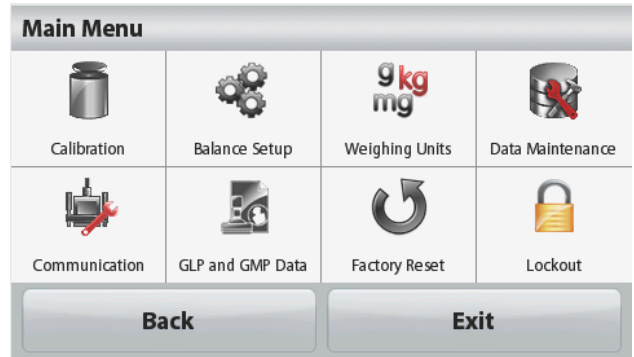 Main Menu
g kg
mg
Calibration
Balance Setup
Weighing Units
Data Maintenance
Communication
GLP and GMP Data
Factory Reset
Lockout
Back
Exit